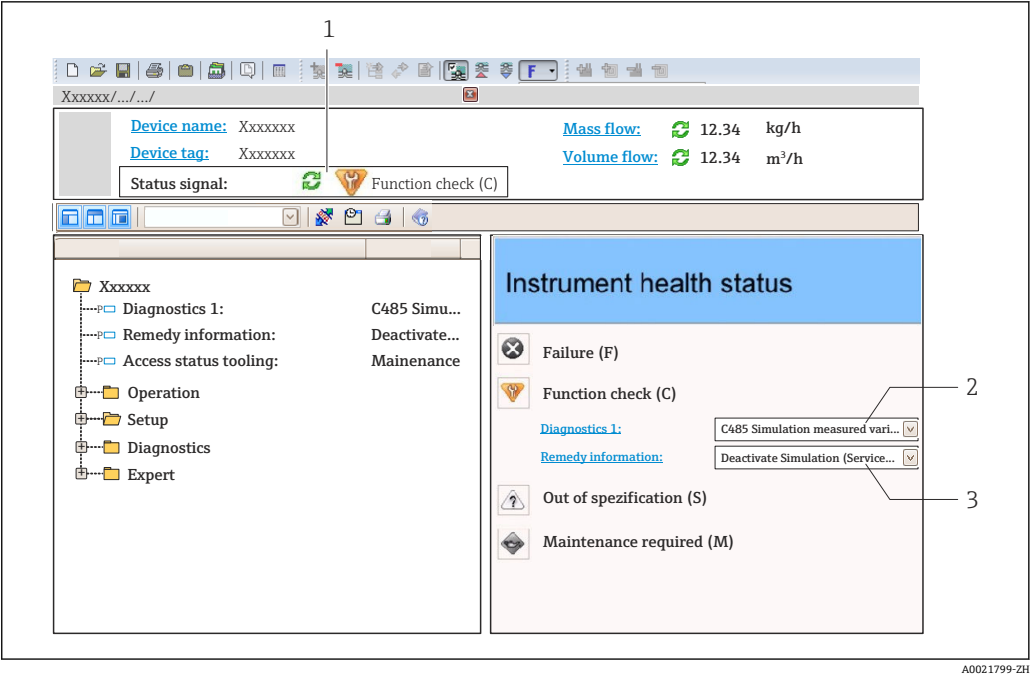 1
F
Xxxxxx/.../.../
Device name: Xxxxxxx
Mass flow: 12.34 kg/h
Device tag: Xxxxxxx
Volume flow: 12.34 m³/h
Status signal: Function check (C)
Xxxxxx
Diagnostics 1: C485 Simu...
Remedy information: Deactivate...
Access status tooling: Mainenance
Operation
Setup
Diagnostics
Expert
Instrument health status
Failure (F)
Function check (C)
2
Diagnostics 1: C485 Simulation measured vari...
Remedy information: Deactivate Simulation (Service...
3
Out of spezification (S)
Maintenance required (M)
A0021799-ZH